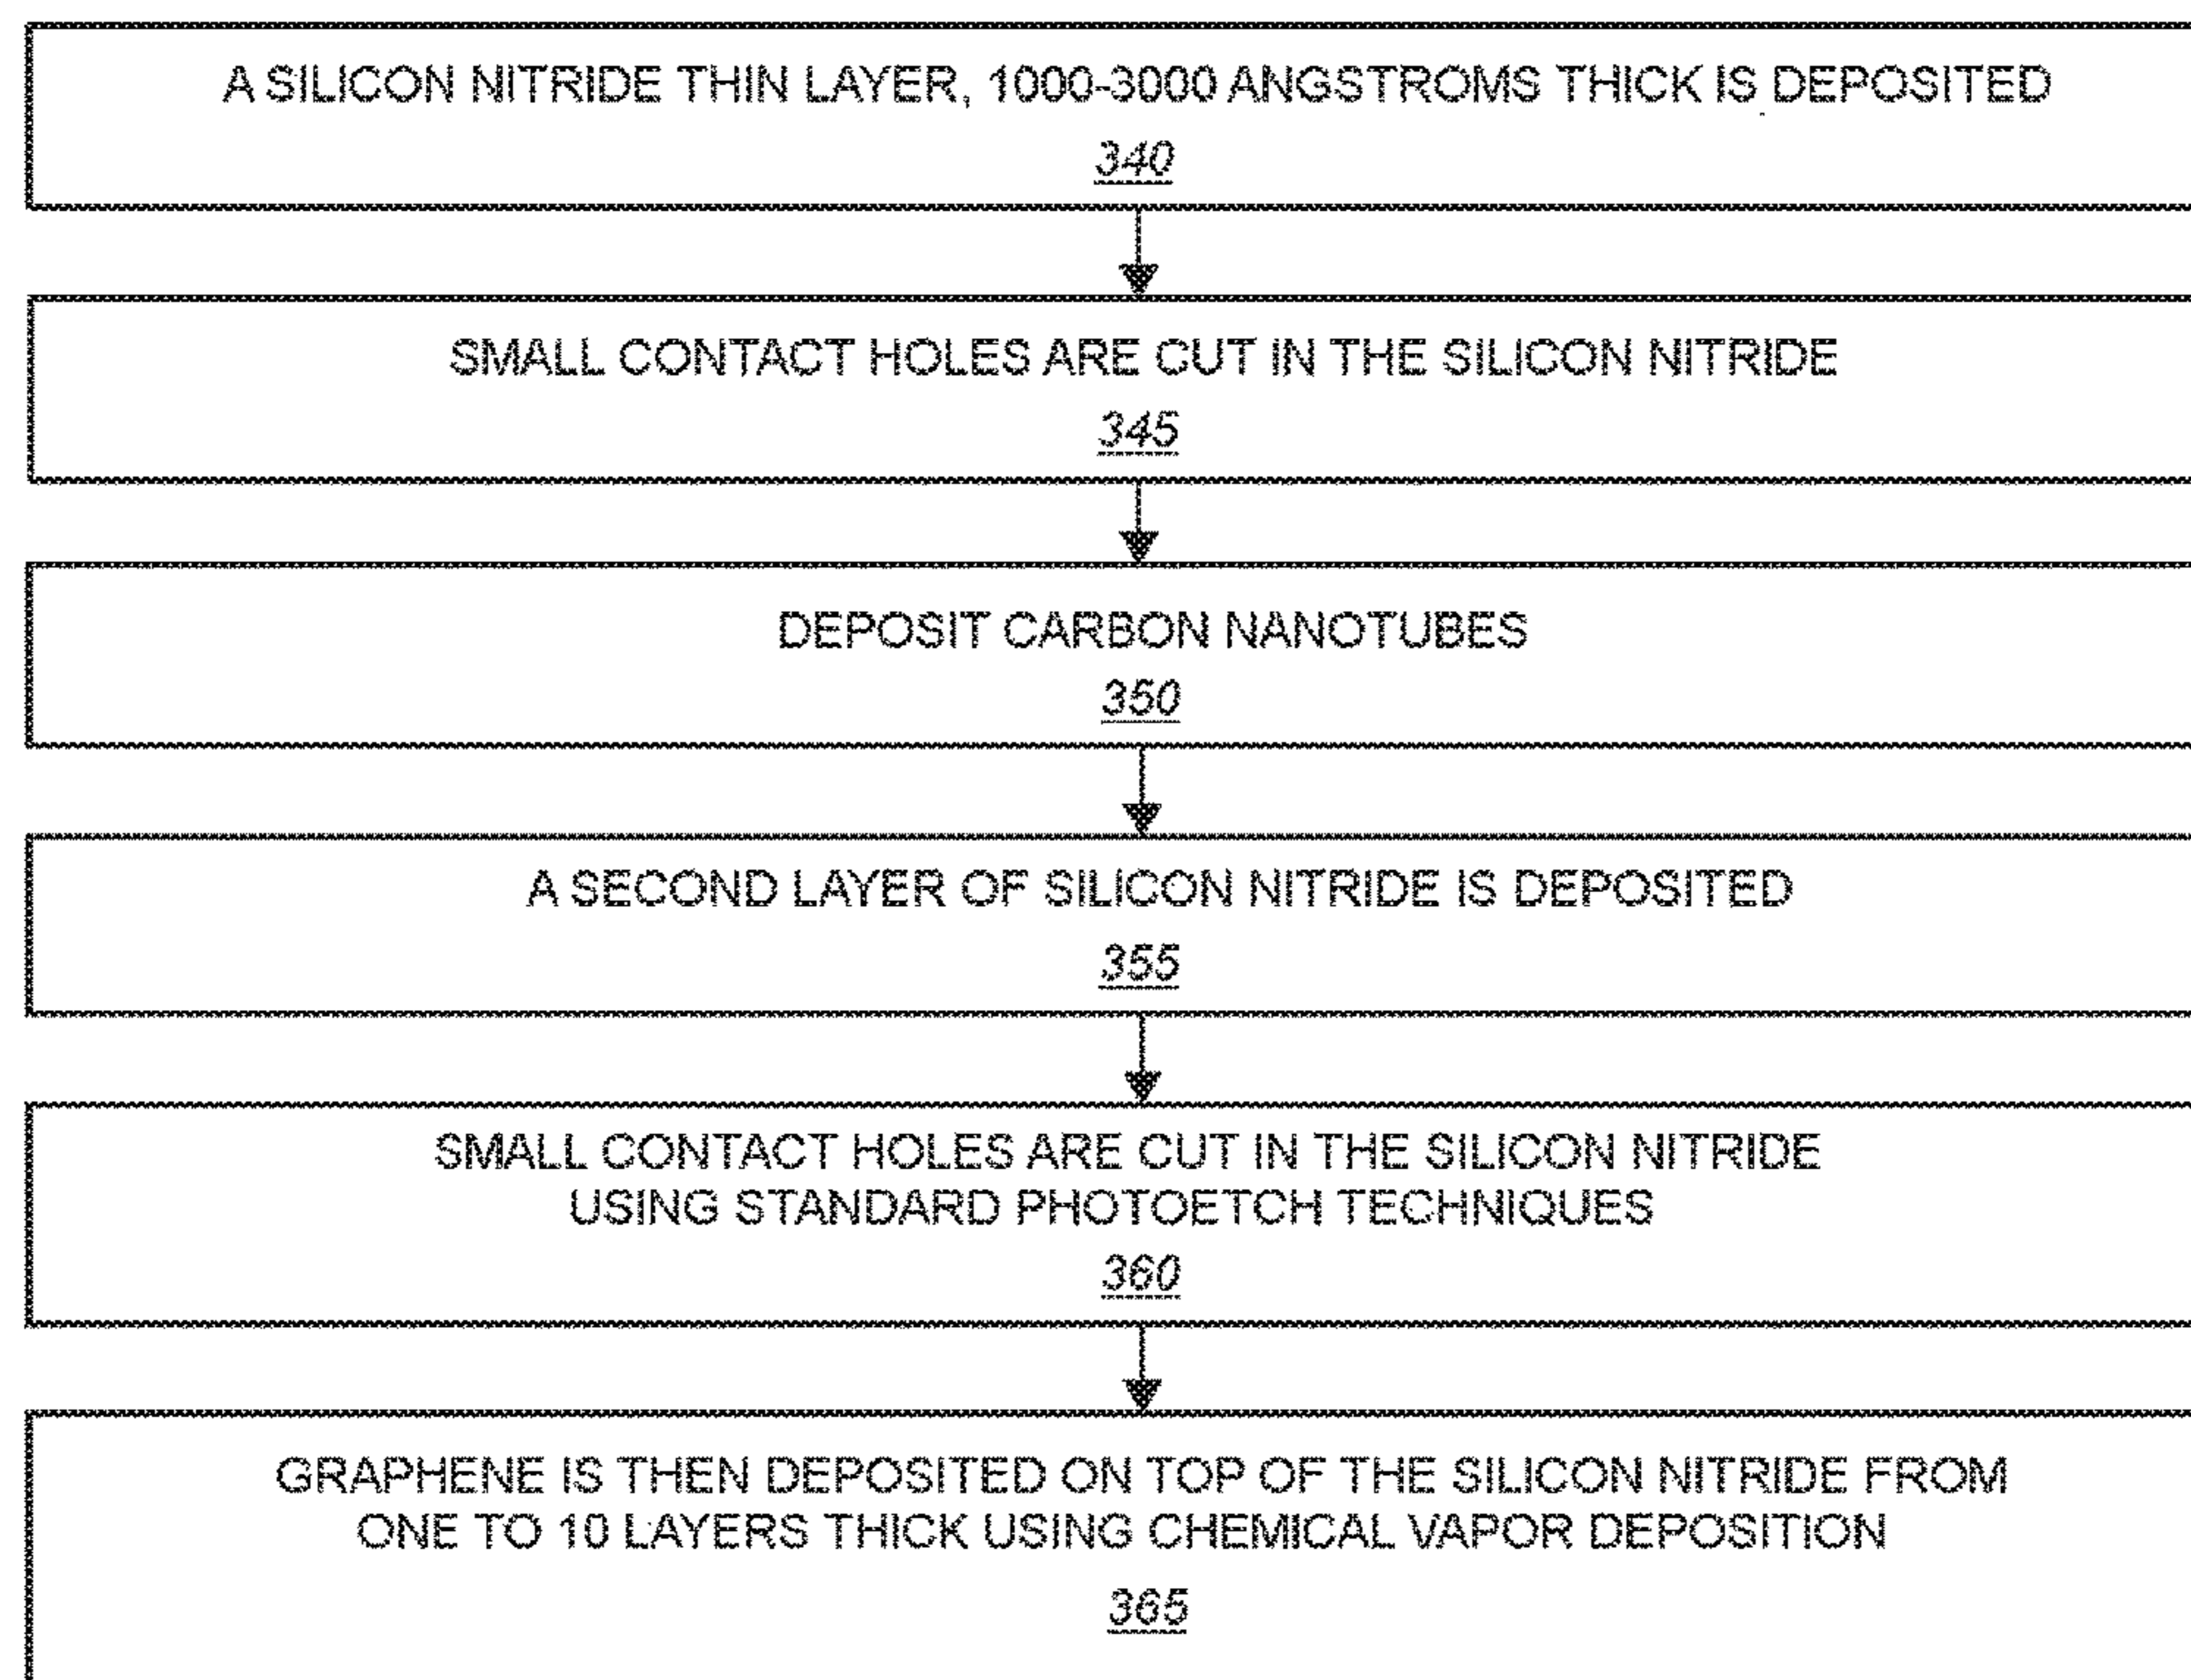 A SILICON NITRIDE THIN LAYER, 1000-3000 ANGSTROMS THICK IS DEPOSITED
340
SMALL CONTACT HOLES ARE CUT IN THE SILICON NITRIDE
345
DEPOSIT CARBON NANOTUBES
350
A SECOND LAYER OF SILICON NITRIDE IS DEPOSITED
355
SMALL CONTACT HOLES ARE CUT IN THE SILICON NITRIDE
USING STANDARD PHOTOETCH TECHNIQUES
360
GRAPHENE IS THEN DEPOSITED ON TOP OF THE SILICON NITRIDE FROM
ONE TO 10 LAYERS THICK USING CHEMICAL VAPOR DEPOSITION
365